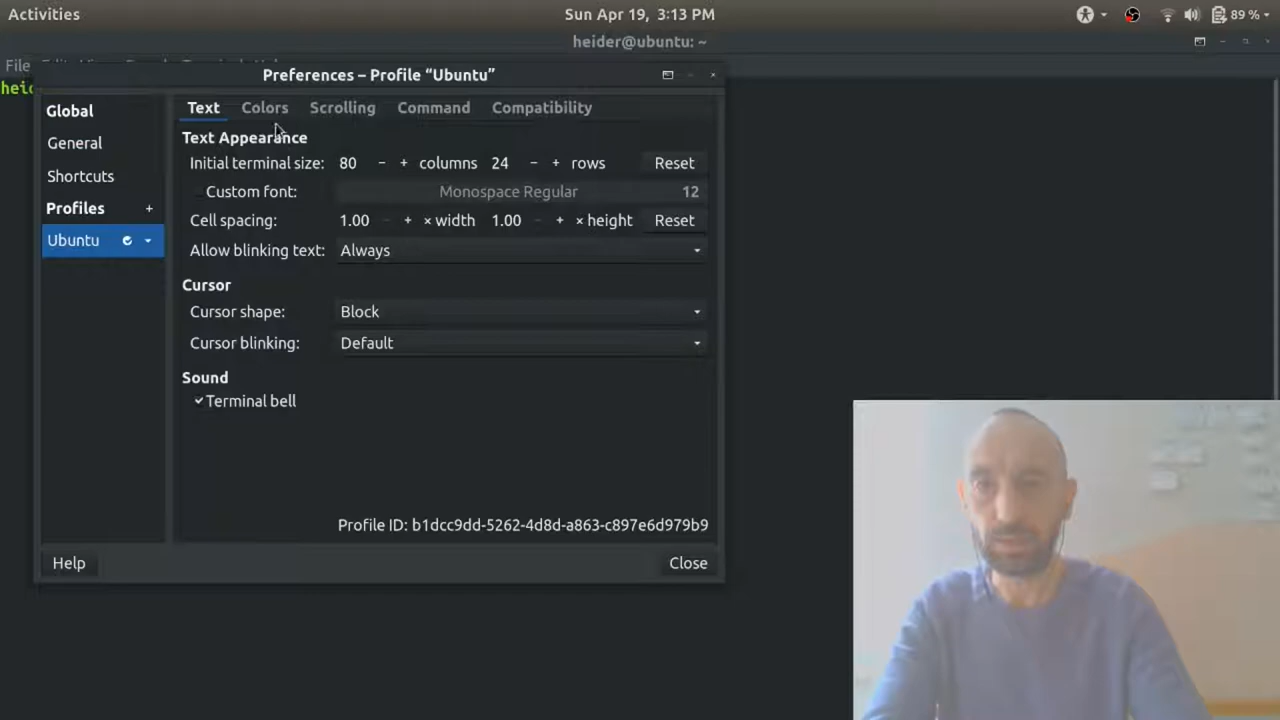 Activities
Sun Apr 19, 3:13 PM
89 %
heider@ubuntu: ~
File
Preferences – Profile “Ubuntu”
Global
General
Shortcuts
Profiles +
Ubuntu
Text Colors Scrolling Command Compatibility
Text Appearance
Initial terminal size: 80 − + columns 24 − + rows Reset
Custom font: Monospace Regular 12
Cell spacing: 1.00 − + × width 1.00 − + × height Reset
Allow blinking text: Always
Cursor
Cursor shape: Block
Cursor blinking: Default
Sound
Terminal bell
Profile ID: b1dcc9dd-5262-4d8d-a863-c897e6d979b9
Help
Close